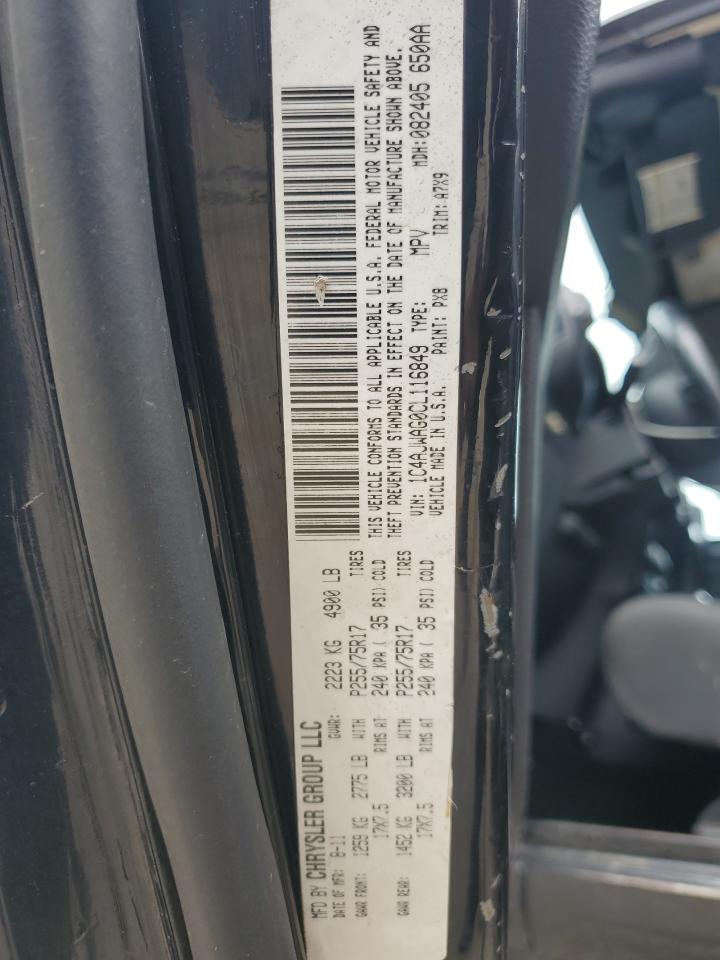 MFD BY CHRYSLER GROUP LLC
DATE OF MFR: 8-11 GVWR: 2223 KG 4900 LB
GAWR FRONT: 1259 KG 2775 LB WITH P255/75R17 TIRES
17X7.5 RIMS AT 240 KPA ( 35 PSI) COLD
GAWR REAR: 1452 KG 3200 LB WITH P255/75R17 TIRES
17X7.5 RIMS AT 240 KPA ( 35 PSI) COLD
THIS VEHICLE CONFORMS TO ALL APPLICABLE U.S.A. FEDERAL MOTOR VEHICLE SAFETY AND
THEFT PREVENTION STANDARDS IN EFFECT ON THE DATE OF MANUFACTURE SHOWN ABOVE.
VIN: 1C4AJWAG0CL116849 TYPE: MPV MDH:082405 650AA
VEHICLE MADE IN U.S.A. PAINT: PX8 TRIM: A7X9